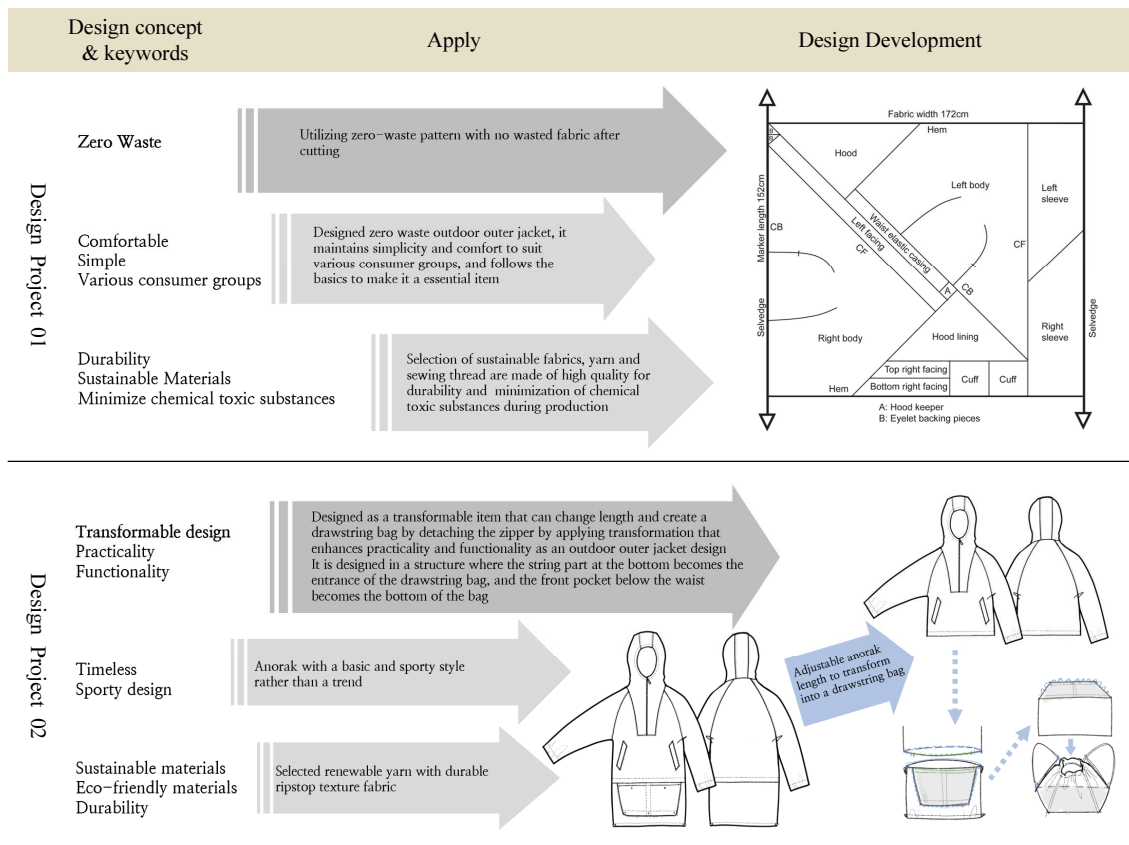 Design concept
& keywords
Apply
Design Development
Design Project 01
Zero Waste
Utilizing zero-waste pattern with no wasted fabric after
cutting
Comfortable
Simple
Various consumer groups
Designed zero waste outdoor outer jacket, it
maintains simplicity and comfort to suit
various consumer groups, and follows the
basics to make it a essential item
Durability
Sustainable Materials
Minimize chemical toxic substances
Selection of sustainable fabrics, yarn and
sewing thread are made of high quality for
durability and minimization of chemical
toxic substances during production
Fabric width 172cm
Hem
B
B
Hood
Left body
Left
sleeve
Marker length 152cm
CB
Waist elastic casing
Left facing
CF
CF
A
CB
Selvedge
Selvedge
Right body
Hood lining
Right
sleeve
Top right facing
Bottom right facing
Cuff
Cuff
Hem
A: Hood keeper
B: Eyelet backing pieces
Design Project 02
Transformable design
Practicality
Functionality
Designed as a transformable item that can change length and create a
drawstring bag by detaching the zipper by applying transformation that
enhances practicality and functionality as an outdoor outer jacket design
It is designed in a structure where the string part at the bottom becomes the
entrance of the drawstring bag, and the front pocket below the waist
becomes the bottom of the bag
Timeless
Sporty design
Anorak with a basic and sporty style
rather than a trend
Sustainable materials
Eco-friendly materials
Durability
Selected renewable yarn with durable
ripstop texture fabric
Adjustable anorak
length to transform
into a drawstring bag